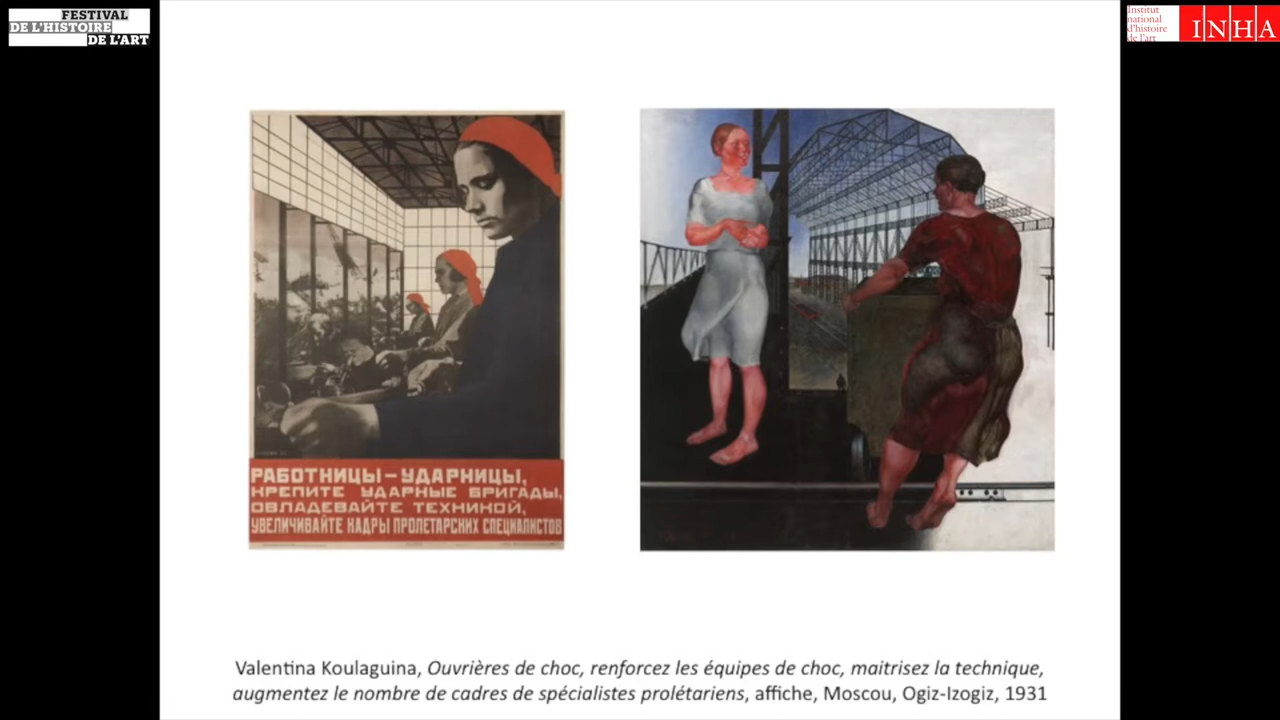 FESTIVAL
DE L'HISTOIRE
DE L'ART
Institut
national
d'histoire
de l'art
INHA
РАБОТНИЦЫ – УДАРНИЦЫ,
КРЕПИТЕ УДАРНЫЕ БРИГАДЫ,
ОВЛАДЕВАЙТЕ ТЕХНИКОЙ,
УВЕЛИЧИВАЙТЕ КАДРЫ ПРОЛЕТАРСКИХ СПЕЦИАЛИСТОВ
Valentina Koulaguina, Ouvrières de choc, renforcez les équipes de choc, maitrisez la technique,
augmentez le nombre de cadres de spécialistes prolétariens, affiche, Moscou, Ogiz-Izogiz, 1931